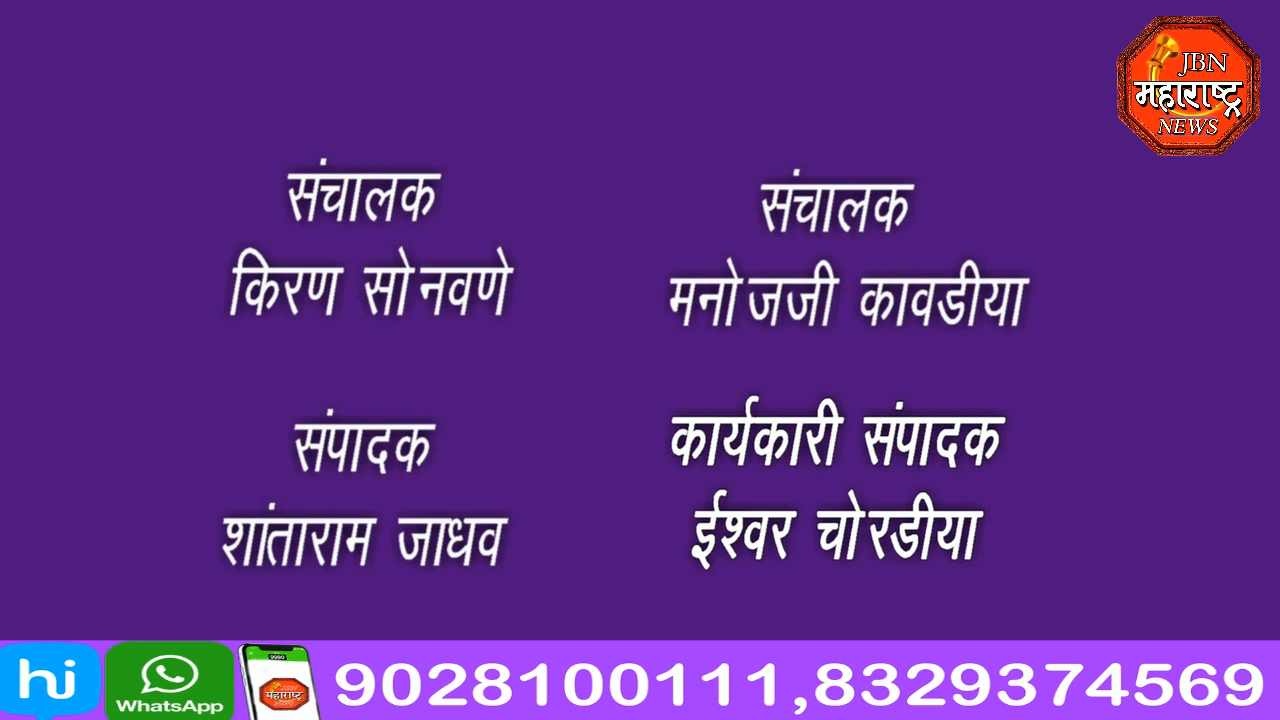 JBN
महाराष्ट्र
NEWS
संचालक
किरण सोनवणे
संचालक
मनोजजी कावडीया
संपादक
शांताराम जाधव
कार्यकारी संपादक
ईश्वर चोरडीया
hi
WhatsApp
महाराष्ट्र
9028100111,8329374569